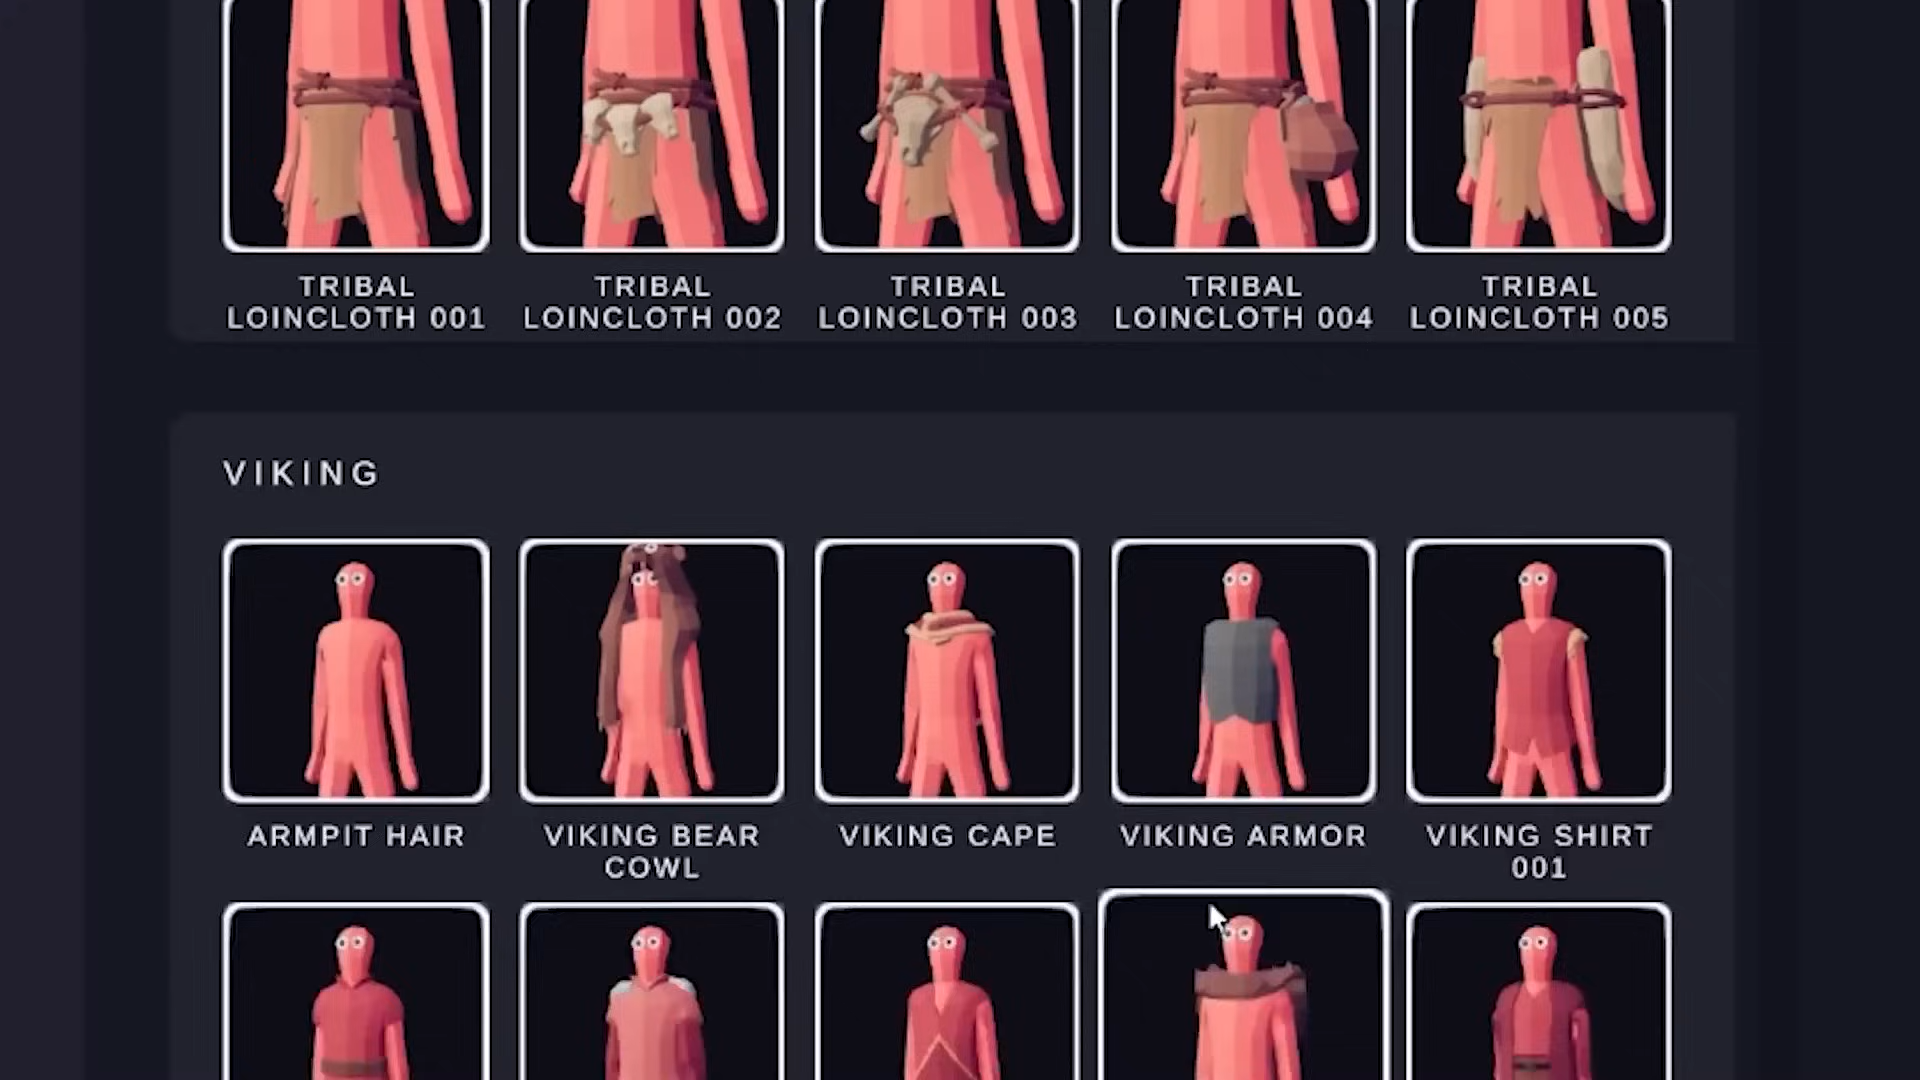 TRIBAL
LOINCLOTH 001
TRIBAL
LOINCLOTH 002
TRIBAL
LOINCLOTH 003
TRIBAL
LOINCLOTH 004
TRIBAL
LOINCLOTH 005
VIKING
ARMPIT HAIR
VIKING BEAR
COWL
VIKING CAPE
VIKING ARMOR
VIKING SHIRT
001